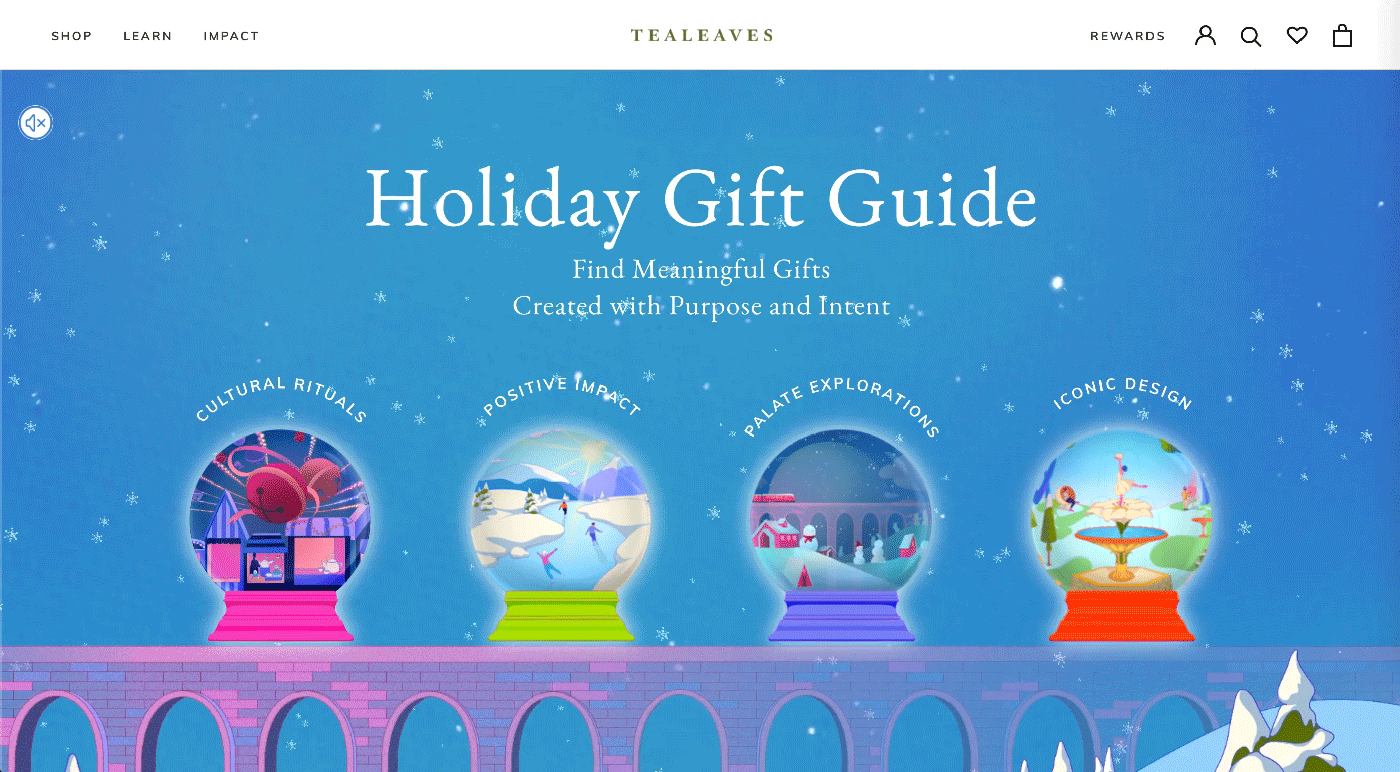 SHOP LEARN IMPACT TEALEAVES REWARDS
Holiday Gift Guide
Find Meaningful Gifts
Created with Purpose and Intent
CULTURAL RITUALS
POSITIVE IMPACT
PALATE EXPLORATIONS
ICONIC DESIGN